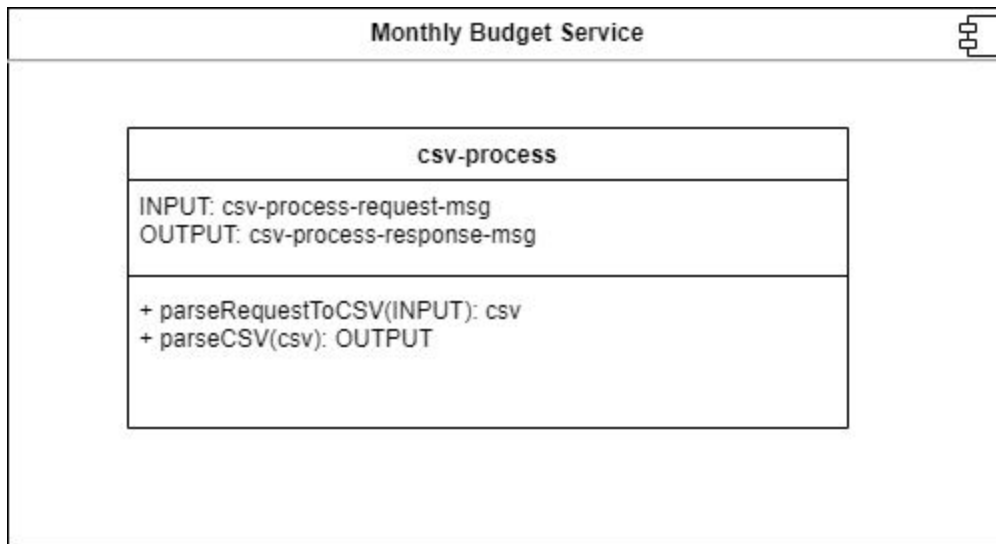 Monthly Budget Service
csv-process
INPUT: csv-process-request-msg
OUTPUT: csv-process-response-msg
+ parseRequestToCSV(INPUT): csv
+ parseCSV(csv): OUTPUT